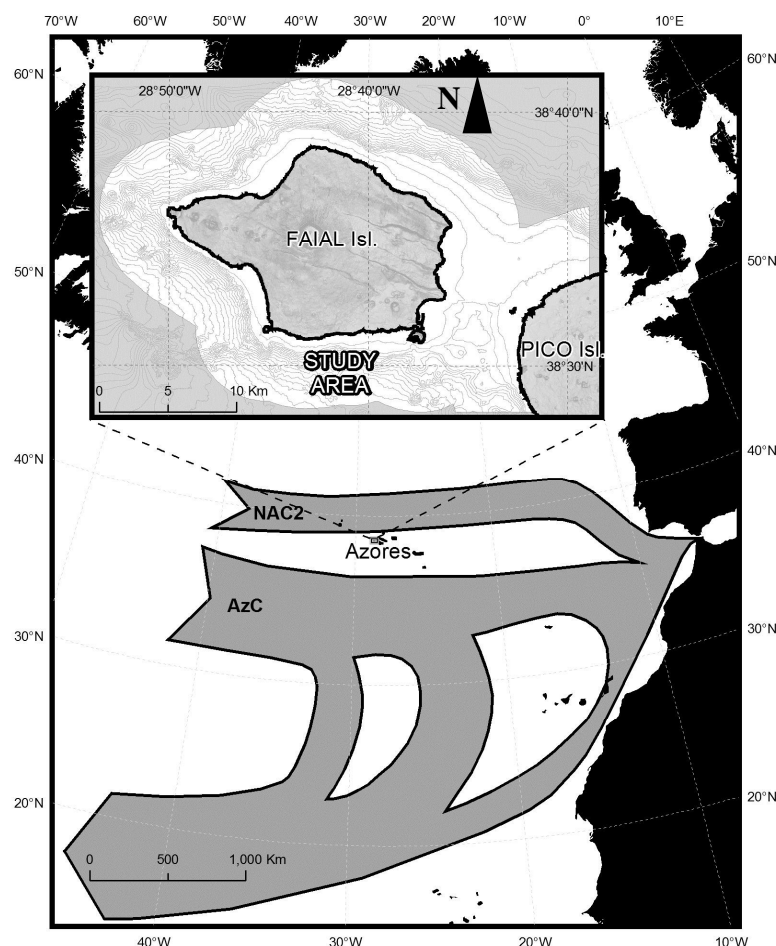 70°W 60°W 50°W 40°W 30°W 20°W 10°W 0° 10°E
60°N
60°N
28°50'0"W
28°40'0"W
N
38°40'0"N
FAIAL Isl.
50°N
50°N
PICO Isl.
38°30'N
STUDY
AREA
0 5 10 Km
40°N
40°N
NAC2
Azores
AzC
30°N
30°N
20°N
20°N
0 500 1,000 Km
40°W 30°W 20°W 10°W